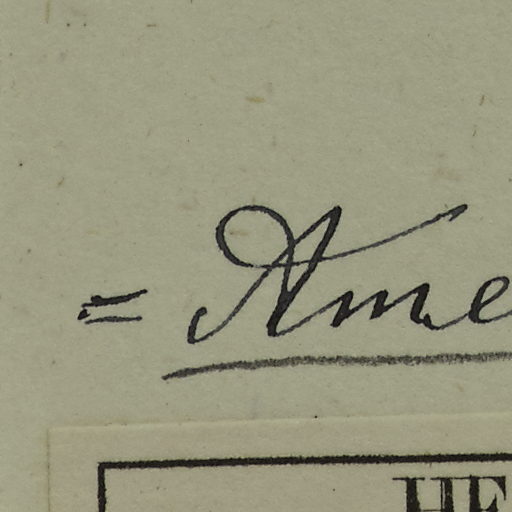 = Ame
HE